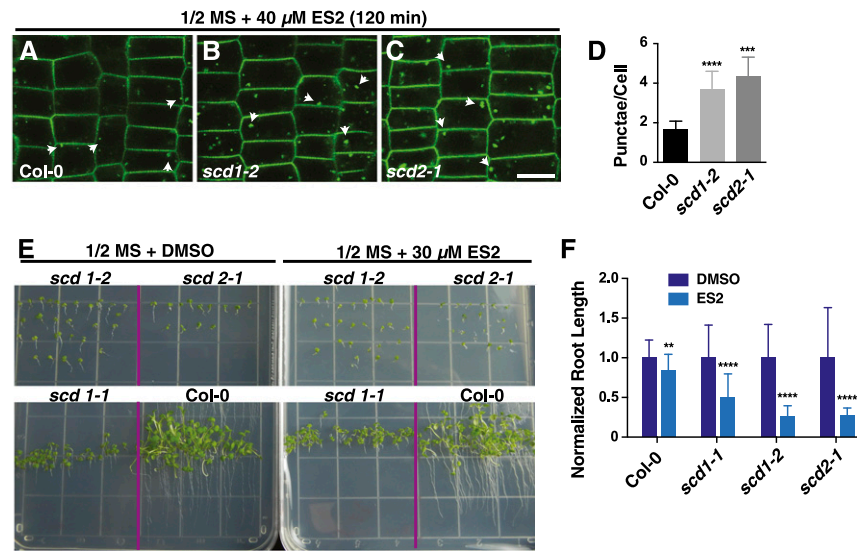 1/2 MS + 40 µM ES2 (120 min)
A
B
C
Col-0
scd1-2
scd2-1
D
Punctae/Cell
6
4
2
0
****
***
Col-0
scd1-2
scd2-1
E
1/2 MS + DMSO
1/2 MS + 30 µM ES2
scd 1-2
scd 2-1
scd 1-2
scd 2-1
scd 1-1
Col-0
scd 1-1
Col-0
F
Normalized Root Length
2.0
1.5
1.0
0.5
0
DMSO
ES2
**
****
****
****
Col-0
scd1-1
scd1-2
scd2-1